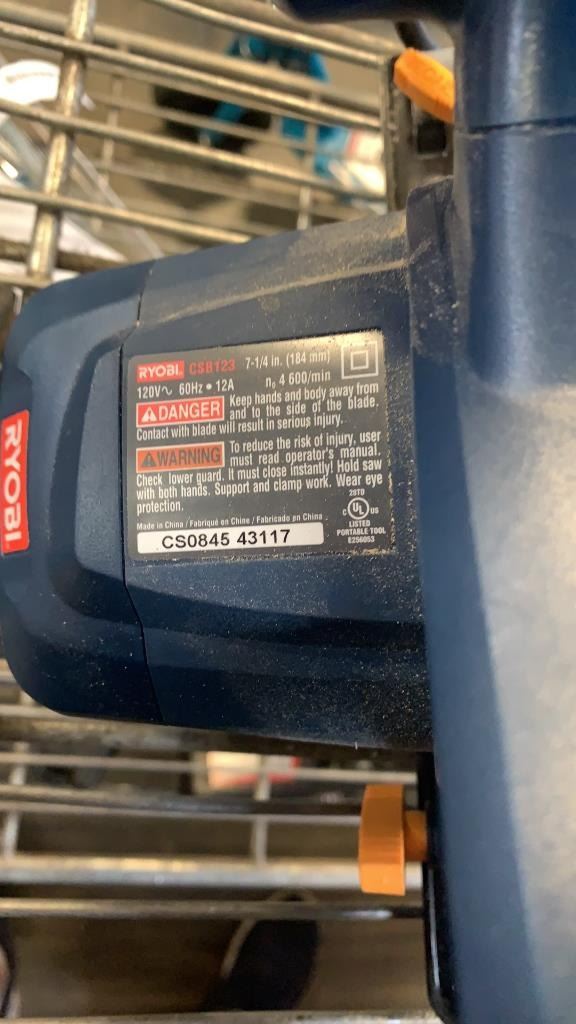 RYOBI
RYOBI. CSB123 7-1/4 in. (184 mm)
120V~ 60Hz • 12A n₀ 4 600/min
DANGER Keep hands and body away from
and to the side of the blade.
Contact with blade will result in serious injury.
WARNING To reduce the risk of injury, user
must read operator's manual.
Check lower guard. It must close instantly! Hold saw
with both hands. Support and clamp work. Wear eye
protection.
28TD
C UL US
LISTED
PORTABLE TOOL
E256053
Made in China / Fabriqué en Chine / Fabricado en China
CS0845 43117